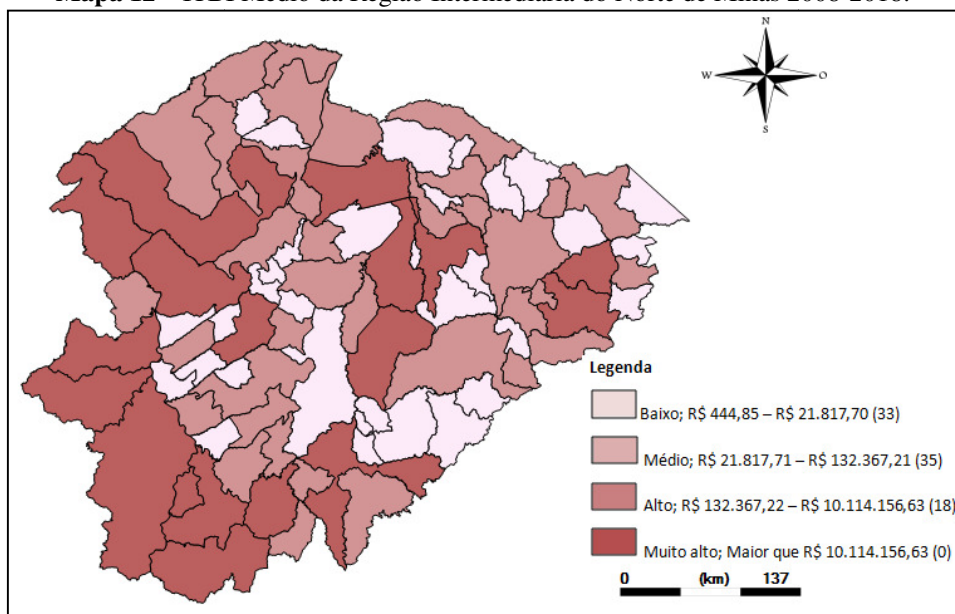 N
W O
S
Legenda
Baixo; R$ 444,85 – R$ 21.817,70 (33)
Médio; R$ 21.817,71 – R$ 132.367,21 (35)
Alto; R$ 132.367,22 – R$ 10.114.156,63 (18)
Muito alto; Maior que R$ 10.114.156,63 (0)
0 (km) 137